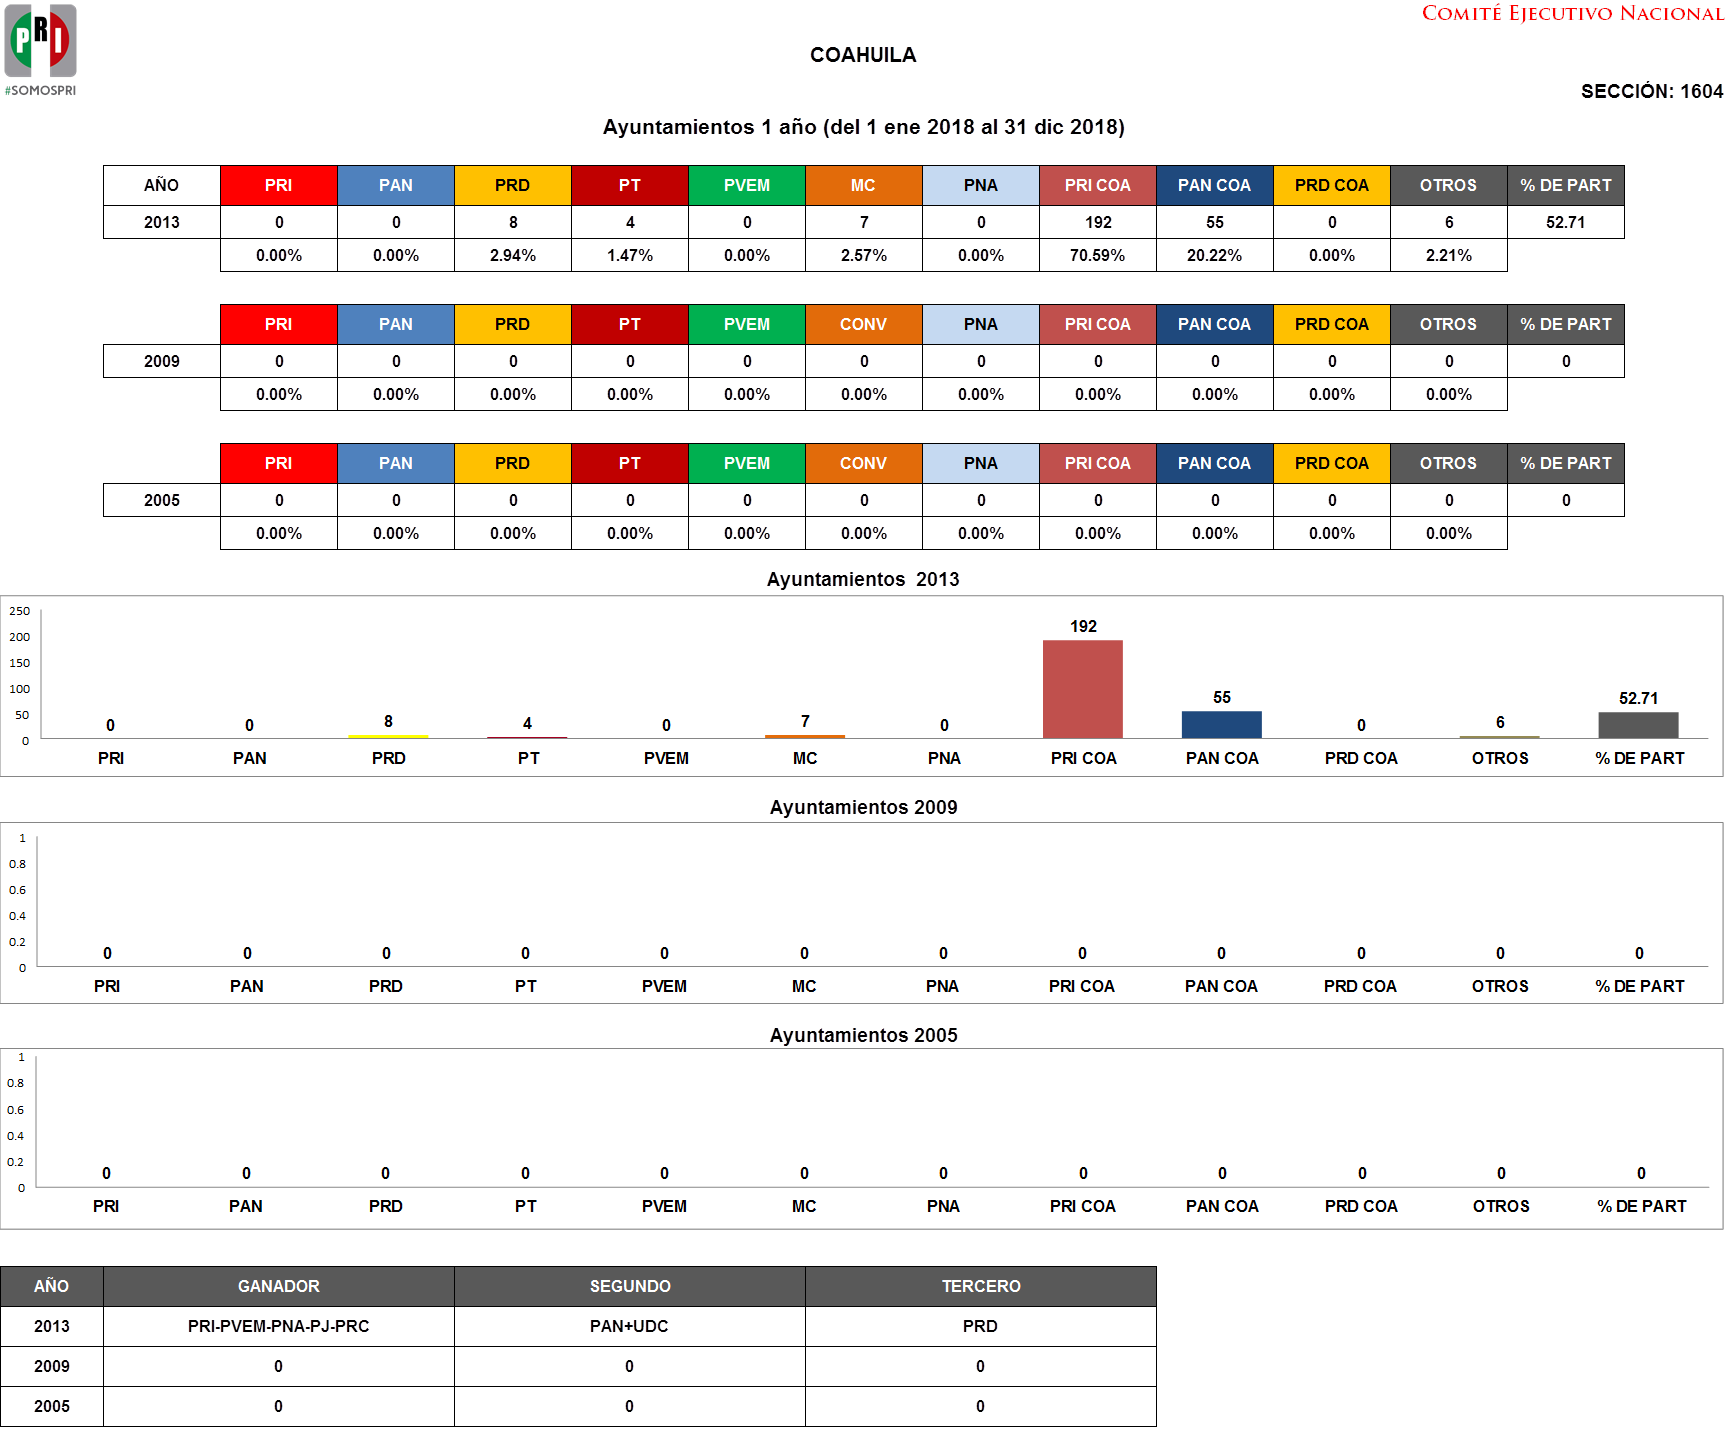 COMITÉ EJECUTIVO NACIONAL
PRI
#SOMOSPRI
COAHUILA
SECCIÓN: 1604
Ayuntamientos 1 año (del 1 ene 2018 al 31 dic 2018)
AÑO PRI PAN PRD PT PVEM MC PNA PRI COA PAN COA PRD COA OTROS % DE PART
2013 0 0 8 4 0 7 0 192 55 0 6 52.71
0.00% 0.00% 2.94% 1.47% 0.00% 2.57% 0.00% 70.59% 20.22% 0.00% 2.21%
PRI PAN PRD PT PVEM CONV PNA PRI COA PAN COA PRD COA OTROS % DE PART
2009 0 0 0 0 0 0 0 0 0 0 0 0
0.00% 0.00% 0.00% 0.00% 0.00% 0.00% 0.00% 0.00% 0.00% 0.00% 0.00%
PRI PAN PRD PT PVEM CONV PNA PRI COA PAN COA PRD COA OTROS % DE PART
2005 0 0 0 0 0 0 0 0 0 0 0 0
0.00% 0.00% 0.00% 0.00% 0.00% 0.00% 0.00% 0.00% 0.00% 0.00% 0.00%
Ayuntamientos 2013
250
200
150
100
50
0
0 0 8 4 0 7 0 192 55 0 6 52.71
PRI PAN PRD PT PVEM MC PNA PRI COA PAN COA PRD COA OTROS % DE PART
Ayuntamientos 2009
1
0.8
0.6
0.4
0.2
0
0 0 0 0 0 0 0 0 0 0 0 0
PRI PAN PRD PT PVEM MC PNA PRI COA PAN COA PRD COA OTROS % DE PART
Ayuntamientos 2005
1
0.8
0.6
0.4
0.2
0
0 0 0 0 0 0 0 0 0 0 0 0
PRI PAN PRD PT PVEM MC PNA PRI COA PAN COA PRD COA OTROS % DE PART
AÑO GANADOR SEGUNDO TERCERO
2013 PRI-PVEM-PNA-PJ-PRC PAN+UDC PRD
2009 0 0 0
2005 0 0 0